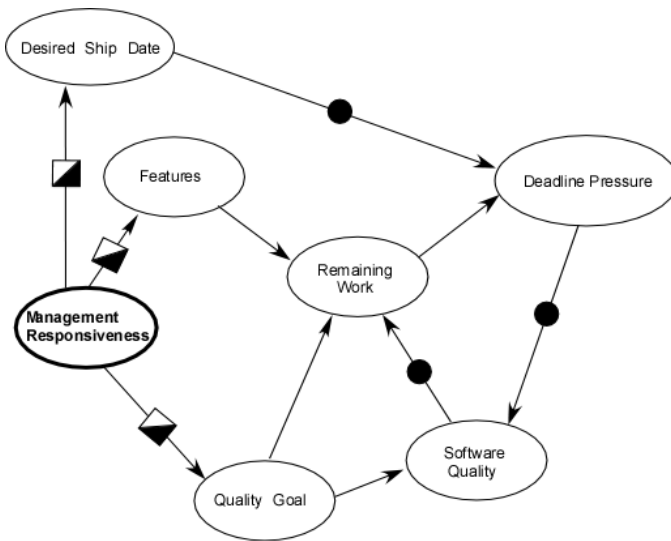 Desired Ship Date
Features
Deadline Pressure
Remaining
Work
Management
Responsiveness
Software
Quality
Quality Goal